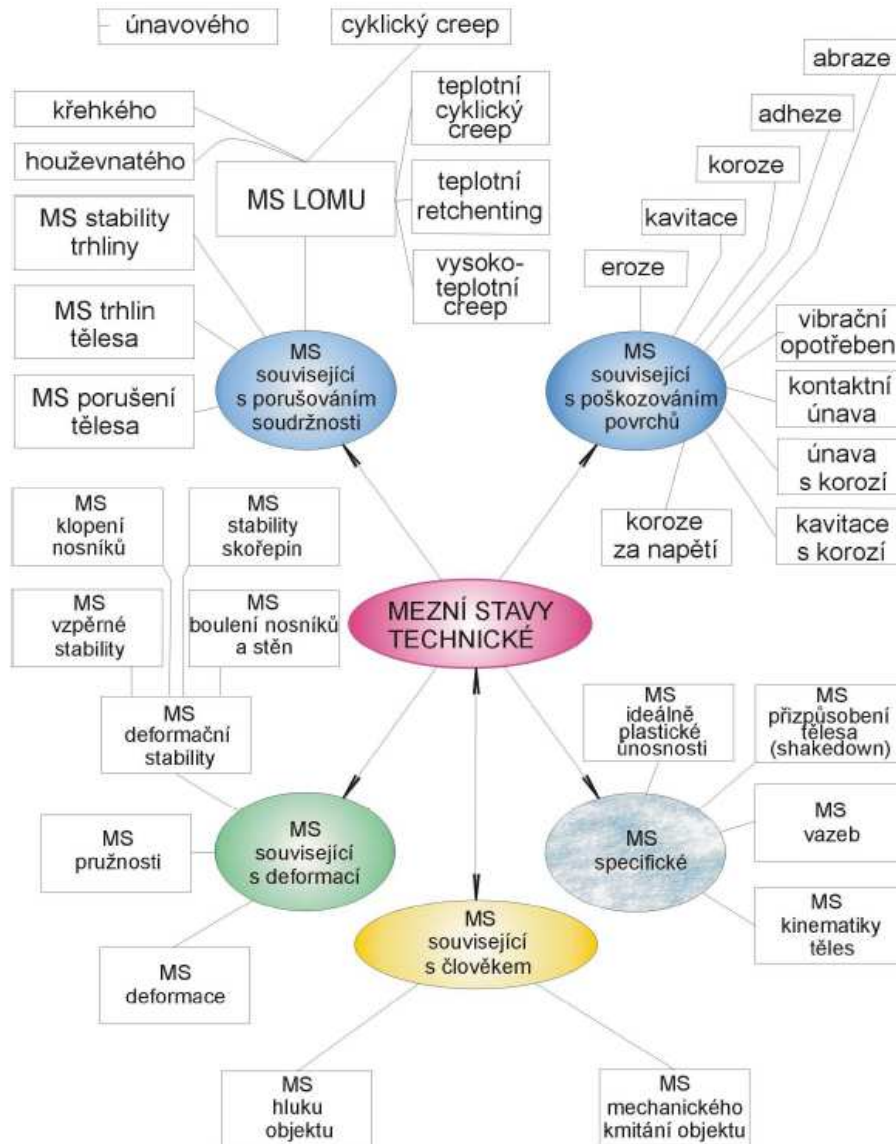 únavového
cyklický creep
abraze
křehkého
teplotní
cyklický
creep
adheze
houževnatého
koroze
MS LOMU
teplotní
retchenting
MS stability
trhliny
kavitace
vysoko-
teplotní
creep
eroze
MS trhlin
tělesa
vibrační
opotřeben
MS
související
s porušováním
soudržnosti
MS
související
s poškozováním
povrchů
MS porušení
tělesa
kontaktní
únava
únava
s korozí
MS
klopení
nosníků
MS
stability
skořepin
koroze
za napětí
kavitace
s korozí
MEZNÍ STAVY
TECHNICKÉ
MS
vzpěrné
stability
MS
boulení nosníků
a stěn
MS
ideálně
plastické
únosnosti
MS
přizpůsobení
tělesa
(shakedown)
MS
deformační
stability
MS
pružnosti
MS
související
s deformací
MS
specifické
MS
vazeb
MS
související
s člověkem
MS
kinematiky
těles
MS
deformace
MS
hluku
objektu
MS
mechanického
kmitání objektu